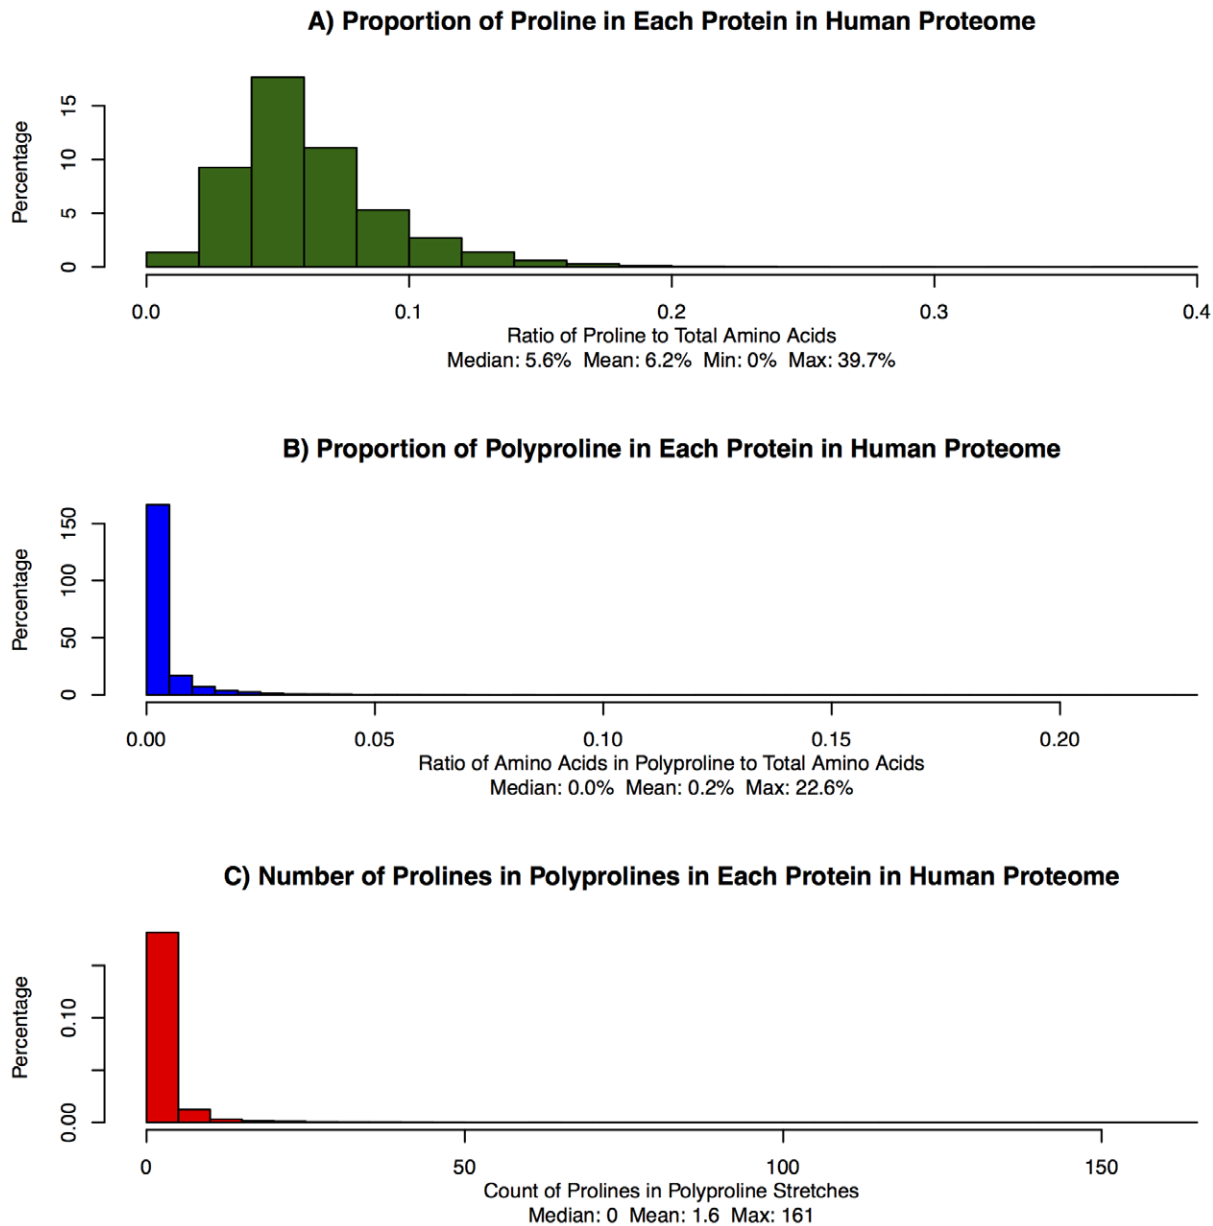 A) Proportion of Proline in Each Protein in Human Proteome
Percentage
15
10
5
0
0.0 0.1 0.2 0.3 0.4
Ratio of Proline to Total Amino Acids
Median: 5.6% Mean: 6.2% Min: 0% Max: 39.7%
B) Proportion of Polyproline in Each Protein in Human Proteome
Percentage
150
100
50
0
0.00 0.05 0.10 0.15 0.20
Ratio of Amino Acids in Polyproline to Total Amino Acids
Median: 0.0% Mean: 0.2% Max: 22.6%
C) Number of Prolines in Polyprolines in Each Protein in Human Proteome
Percentage
0.10
0.00
0 50 100 150
Count of Prolines in Polyproline Stretches
Median: 0 Mean: 1.6 Max: 161